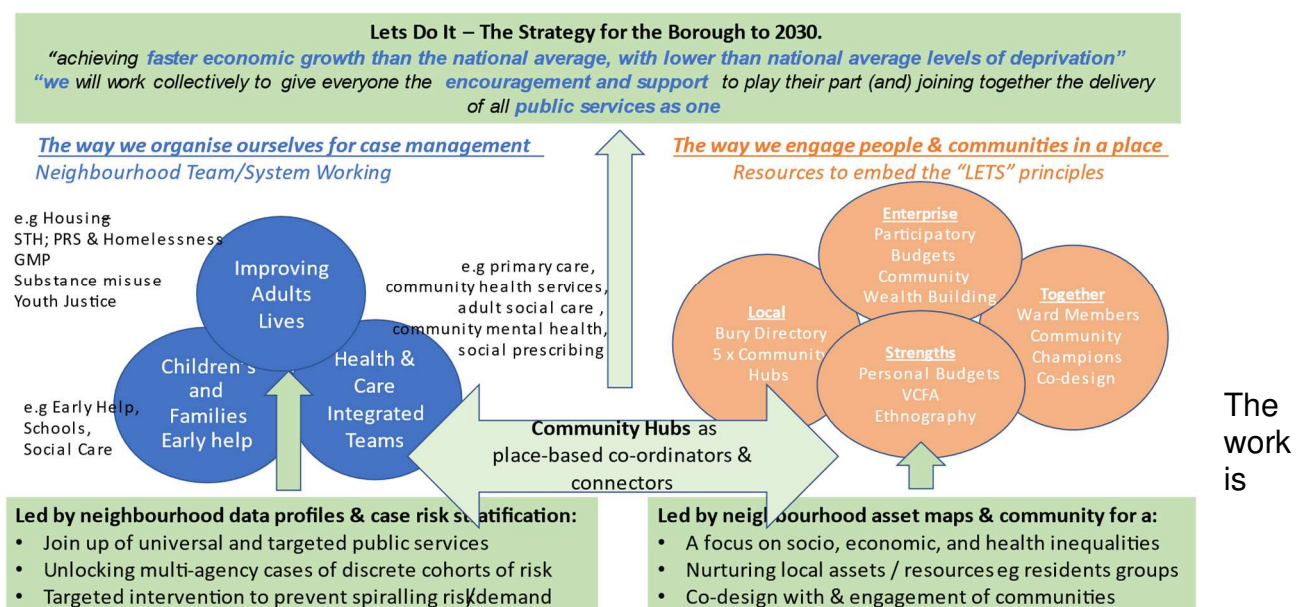 Lets Do It – The Strategy for the Borough to 2030.
“achieving faster economic growth than the national average, with lower than national average levels of deprivation”
“we will work collectively to give everyone the encouragement and support to play their part (and) joining together the delivery
of all public services as one
The way we organise ourselves for case management
Neighbourhood Team/System Working
The way we engage people & communities in a place
Resources to embed the “LETS” principles
e.g Housing
STH; PRS & Homelessness
GMP
Substance misuse
Youth Justice
Improving
Adults
Lives
Children's
and
Families
Early help
Health &
Care
Integrated
Teams
e.g Early Help,
Schools,
Social Care
e.g primary care,
community health services,
adult social care ,
community mental health,
social prescribing
Enterprise
Participatory
Budgets
Community
Wealth Building
Local
Bury Directory
5 x Community
Hubs
Together
Ward Members
Community
Champions
Co-design
Strengths
Personal Budgets
VCFA
Ethnography
Community Hubs as
place-based co-ordinators &
connectors
The
work
is
Led by neighbourhood data profiles & case risk stratification:
• Join up of universal and targeted public services
• Unlocking multi-agency cases of discrete cohorts of risk
• Targeted intervention to prevent spiralling risk/demand
Led by neighbourhood asset maps & community for a:
• A focus on socio, economic, and health inequalities
• Nurturing local assets / resources eg residents groups
• Co-design with & engagement of communities